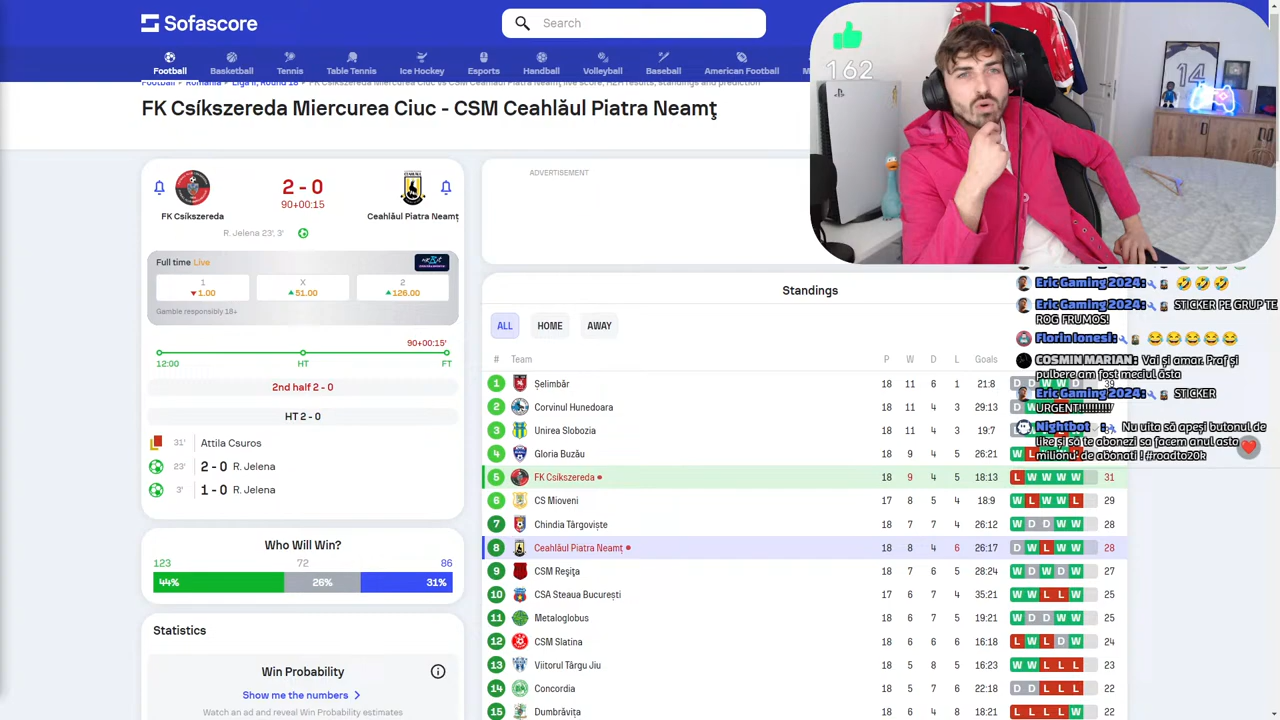 Sofascore
Search
Football
Basketball
Tennis
Table Tennis
Ice Hockey
Esports
Handball
Volleyball
Baseball
American Football
FK Csíkszereda Miercurea Ciuc - CSM Ceahlăul Piatra Neamț
2 - 0
90+00:15
FK Csíkszereda
Ceahlăul Piatra Neamț
R. Jelena 23', 3'
Full time Live
1
1.00
X
51.00
2
126.00
Gamble responsibly 18+
90+00:15'
12:00
HT
FT
2nd half 2 - 0
HT 2 - 0
31' Attila Csuros
23' 2 - 0 R. Jelena
3' 1 - 0 R. Jelena
Who Will Win?
123 72 86
44% 26% 31%
Statistics
Win Probability
Show me the numbers
Watch an ad and reveal Win Probability estimates
ADVERTISEMENT
Standings
ALL HOME AWAY
# Team P W D L Goals
1 Șelimbăr 18 11 6 1 21:8 D D W W D 39
2 Corvinul Hunedoara 18 11 4 3 29:13 D W
3 Unirea Slobozia 18 11 4 3 19:7
4 Gloria Buzău 18 9 4 5 26:21 W L
5 FK Csíkszereda 18 9 4 5 18:13 L W W W W 31
6 CS Mioveni 17 8 5 4 18:9 W L W W L 29
7 Chindia Târgoviște 18 7 7 4 26:12 W D D W W 28
8 Ceahlăul Piatra Neamț 18 8 4 6 26:17 D W L W W 28
9 CSM Reşiţa 18 7 6 5 28:24 W D W D W 27
10 CSA Steaua București 17 6 7 4 35:21 W W L L W 25
11 Metaloglobus 18 6 7 5 19:21 W D D W W 25
12 CSM Slatina 18 6 6 6 16:18 L W L D W 24
13 Viitorul Târgu Jiu 18 5 8 5 16:23 W W L L L 23
14 Concordia 18 5 7 6 22:18 D D L L L 22
15 Dumbrăvița 18 6 4 8 18:21 L L L L W 22
162
14
Eric Gaming 2024:
Eric Gaming 2024: STICKER PE GRUP TE
ROG FRUMOS!
Florin Ionesi:
COSMIN MARIAN: Vai și amar. Praf și
pulbere am fost meciul ăsta
Eric Gaming 2024: STICKER
URGENT!!!!!!!!!!
Nightbot : Nu uita să apeși butonul de
like și să te abonezi sa facem anul asta
milionu-de abonati ! #roadto20k